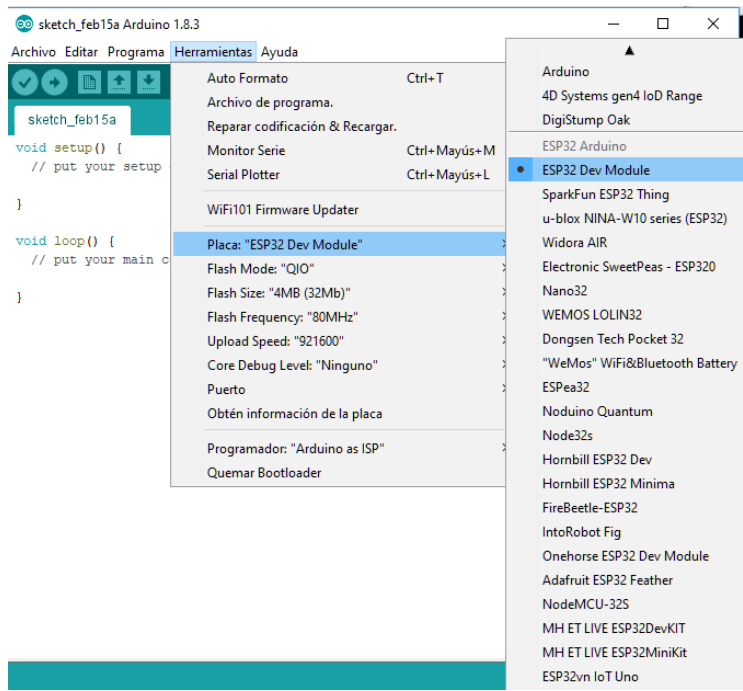 sketch_feb15a Arduino 1.8.3
Archivo Editar Programa Herramientas Ayuda
sketch_feb15a
void setup() {
// put your setup
}
void loop() {
// put your main c
}
Auto Formato Ctrl+T
Archivo de programa.
Reparar codificación & Recargar.
Monitor Serie Ctrl+Mayús+M
Serial Plotter Ctrl+Mayús+L
WiFi101 Firmware Updater
Placa: "ESP32 Dev Module"
Flash Mode: "QIO"
Flash Size: "4MB (32Mb)"
Flash Frequency: "80MHz"
Upload Speed: "921600"
Core Debug Level: "Ninguno"
Puerto
Obtén información de la placa
Programador: "Arduino as ISP"
Quemar Bootloader
Arduino
4D Systems gen4 IoD Range
DigiStump Oak
ESP32 Arduino
ESP32 Dev Module
SparkFun ESP32 Thing
u-blox NINA-W10 series (ESP32)
Widora AIR
Electronic SweetPeas - ESP320
Nano32
WEMOS LOLIN32
Dongsen Tech Pocket 32
"WeMos" WiFi&Bluetooth Battery
ESPea32
Noduino Quantum
Node32s
Hornbill ESP32 Dev
Hornbill ESP32 Minima
FireBeetle-ESP32
IntoRobot Fig
Onehorse ESP32 Dev Module
Adafruit ESP32 Feather
NodeMCU-32S
MH ET LIVE ESP32DevKIT
MH ET LIVE ESP32MiniKit
ESP32vn IoT Uno